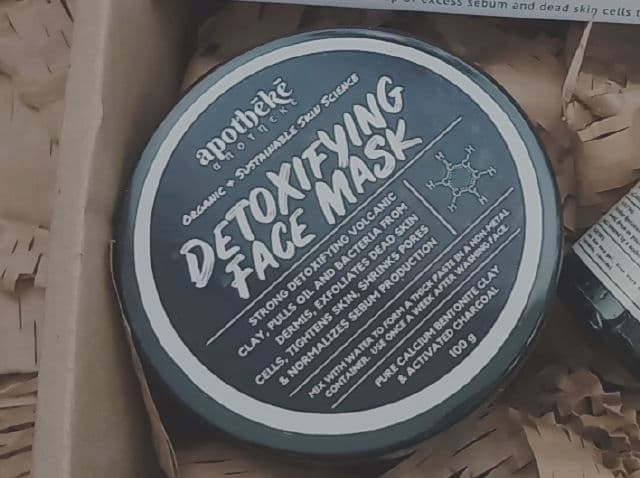 excess sebum and dead skin cells
apothēkē
APOTHEKE
ORGANIC + SUSTAINABLE SKIN SCIENCE
DETOXIFYING
FACE MASK
STRONG DETOXIFYING VOLCANIC
CLAY, PULLS OIL AND BACTERIA FROM
DERMIS, EXFOLIATES DEAD SKIN
CELLS, TIGHTENS SKIN, SHRINKS PORES
& NORMALIZES SEBUM PRODUCTION
MIX WITH WATER TO FORM A THICK PASTE IN A NON-METAL
CONTAINER. USE ONCE A WEEK AFTER WASHING FACE
PURE CALCIUM BENTONITE CLAY
& ACTIVATED CHARCOAL
100 g